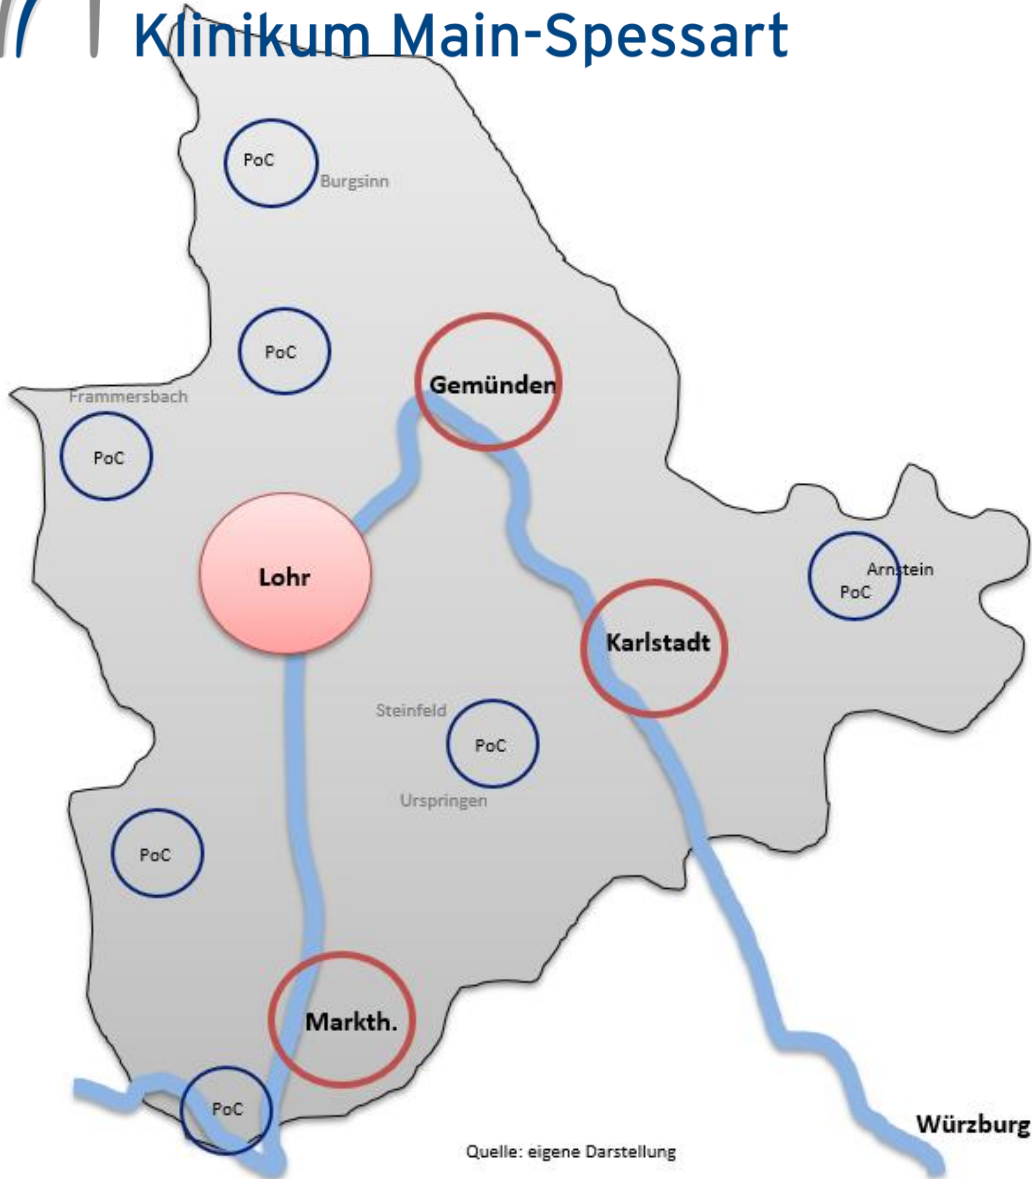 Klinikum Main-Spessart
PoC
Burgsinn
PoC
Gemünden
Frammersbach
PoC
Lohr
Arnstein
PoC
Karlstadt
Steinfeld
PoC
Urspringen
PoC
Markth.
PoC
Würzburg
Quelle: eigene Darstellung